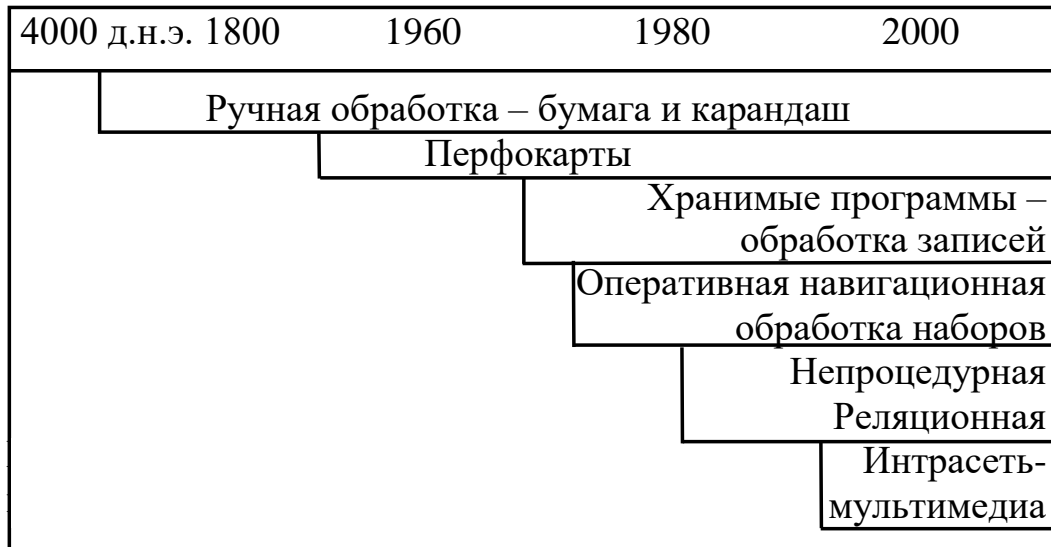 4000 д.н.э. 1800 1960 1980 2000
Ручная обработка – бумага и карандаш
Перфокарты
Хранимые программы –
обработка записей
Оперативная навигационная
обработка наборов
Непроцедурная
Реляционная
Интрасеть-
мультимедиа